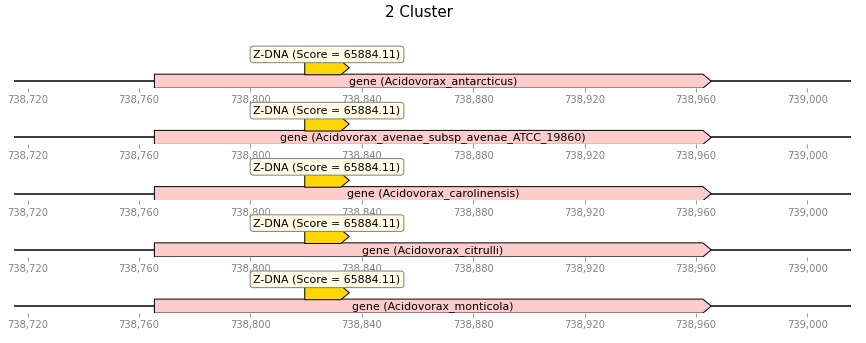 2 Cluster
Z-DNA (Score = 65884.11)
gene (Acidovorax_antarcticus)
738,720 738,760 738,800 738,840 738,880 738,920 738,960 739,000
Z-DNA (Score = 65884.11)
gene (Acidovorax_avenae_subsp_avenae_ATCC_19860)
738,720 738,760 738,800 738,840 738,880 738,920 738,960 739,000
Z-DNA (Score = 65884.11)
gene (Acidovorax_carolinensis)
738,720 738,760 738,800 738,840 738,880 738,920 738,960 739,000
Z-DNA (Score = 65884.11)
gene (Acidovorax_citrulli)
738,720 738,760 738,800 738,840 738,880 738,920 738,960 739,000
Z-DNA (Score = 65884.11)
gene (Acidovorax_monticola)
738,720 738,760 738,800 738,840 738,880 738,920 738,960 739,000